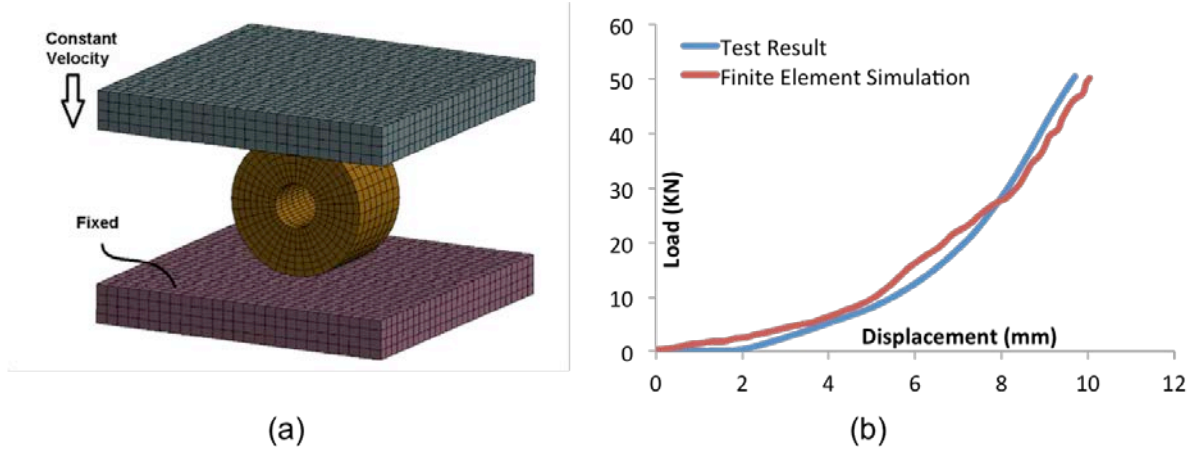 Constant
Velocity
Fixed
(a)
60
50
40
30
20
10
0
Load (KN)
Test Result
Finite Element Simulation
Displacement (mm)
0 2 4 6 8 10 12
(b)